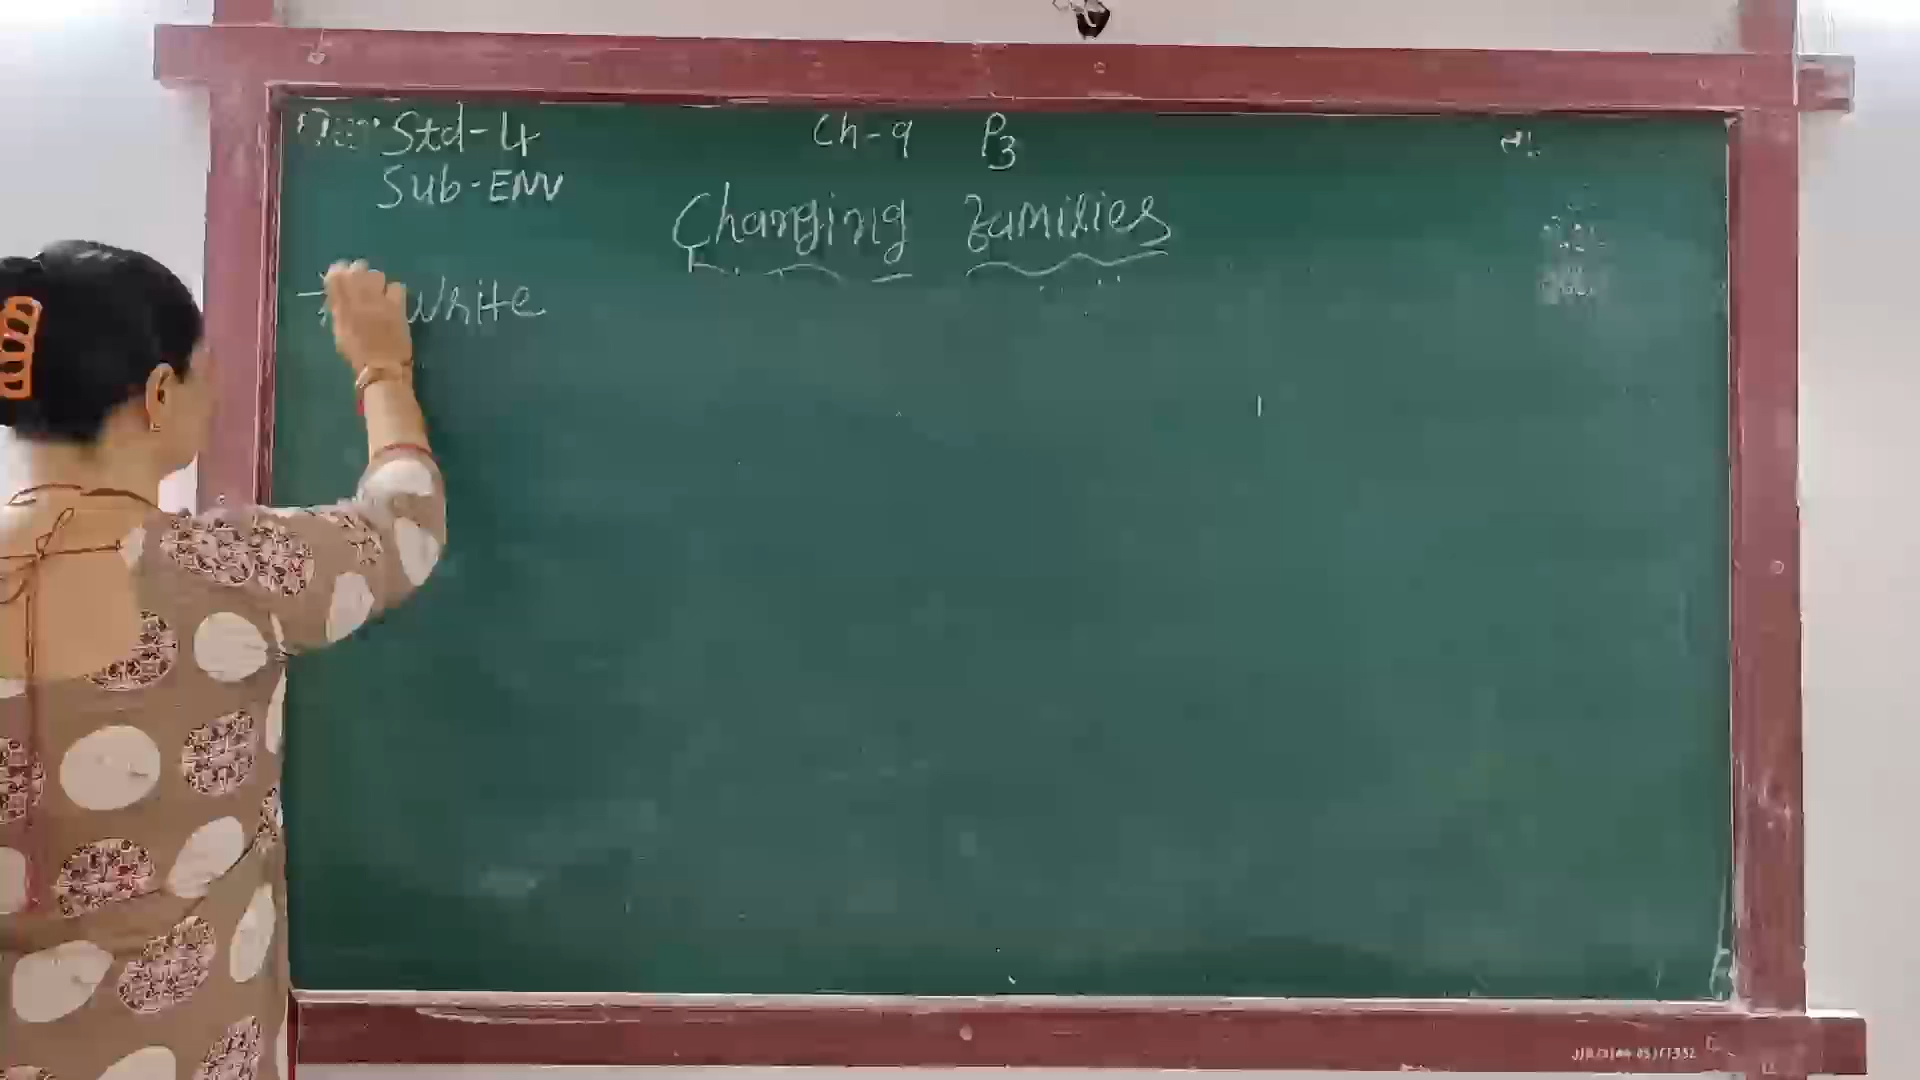 Std-4 Ch-9 P3
Sub-ENV
Changing families
Write